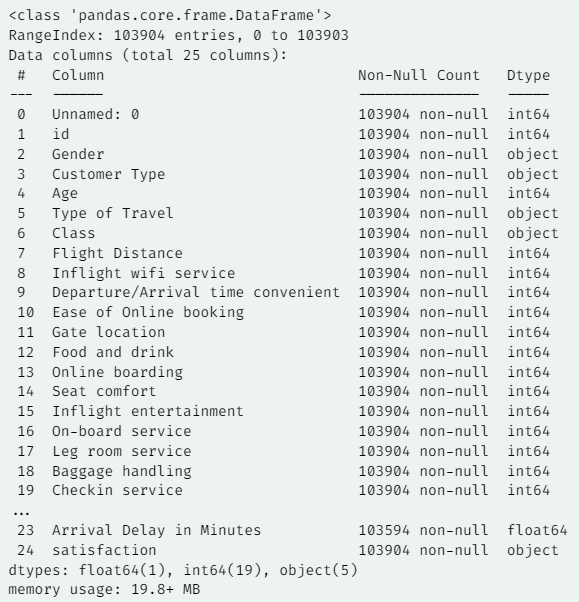 <class 'pandas.core.frame.DataFrame'>
RangeIndex: 103904 entries, 0 to 103903
Data columns (total 25 columns):
 #   Column                             Non-Null Count   Dtype
---  ------                             --------------   -----
 0   Unnamed: 0                         103904 non-null  int64
 1   id                                 103904 non-null  int64
 2   Gender                             103904 non-null  object
 3   Customer Type                      103904 non-null  object
 4   Age                                103904 non-null  int64
 5   Type of Travel                     103904 non-null  object
 6   Class                              103904 non-null  object
 7   Flight Distance                    103904 non-null  int64
 8   Inflight wifi service              103904 non-null  int64
 9   Departure/Arrival time convenient  103904 non-null  int64
 10  Ease of Online booking             103904 non-null  int64
 11  Gate location                      103904 non-null  int64
 12  Food and drink                     103904 non-null  int64
 13  Online boarding                    103904 non-null  int64
 14  Seat comfort                       103904 non-null  int64
 15  Inflight entertainment             103904 non-null  int64
 16  On-board service                   103904 non-null  int64
 17  Leg room service                   103904 non-null  int64
 18  Baggage handling                   103904 non-null  int64
 19  Checkin service                    103904 non-null  int64
...
 23  Arrival Delay in Minutes           103594 non-null  float64
 24  satisfaction                       103904 non-null  object
dtypes: float64(1), int64(19), object(5)
memory usage: 19.8+ MB